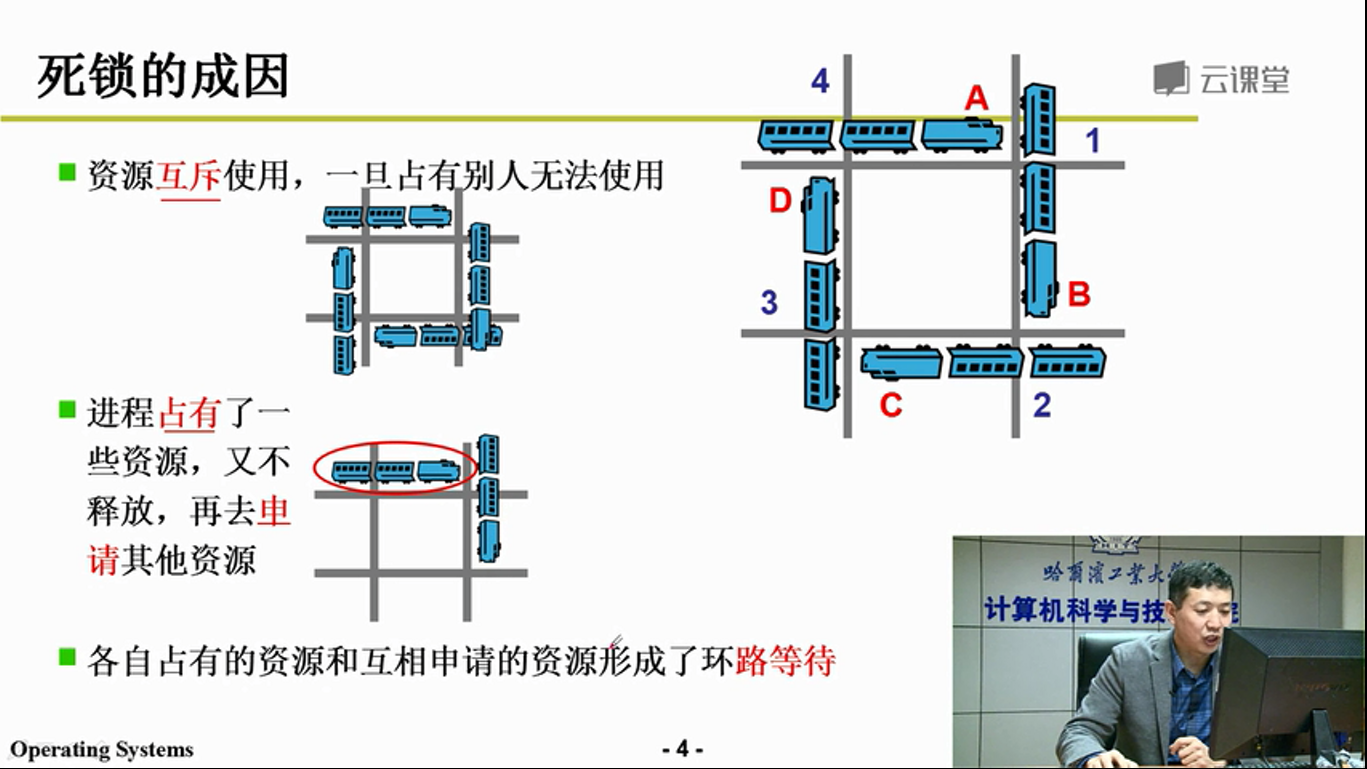 死锁的成因
云课堂
资源互斥使用，一旦占有别人无法使用
进程占有了一
些资源，又不
释放，再去申
请其他资源
各自占有的资源和互相申请的资源形成了环路等待
4
A
1
D
3
B
C
2
哈尔滨工业大学
计算机科学与技 院
Operating Systems
- 4 -